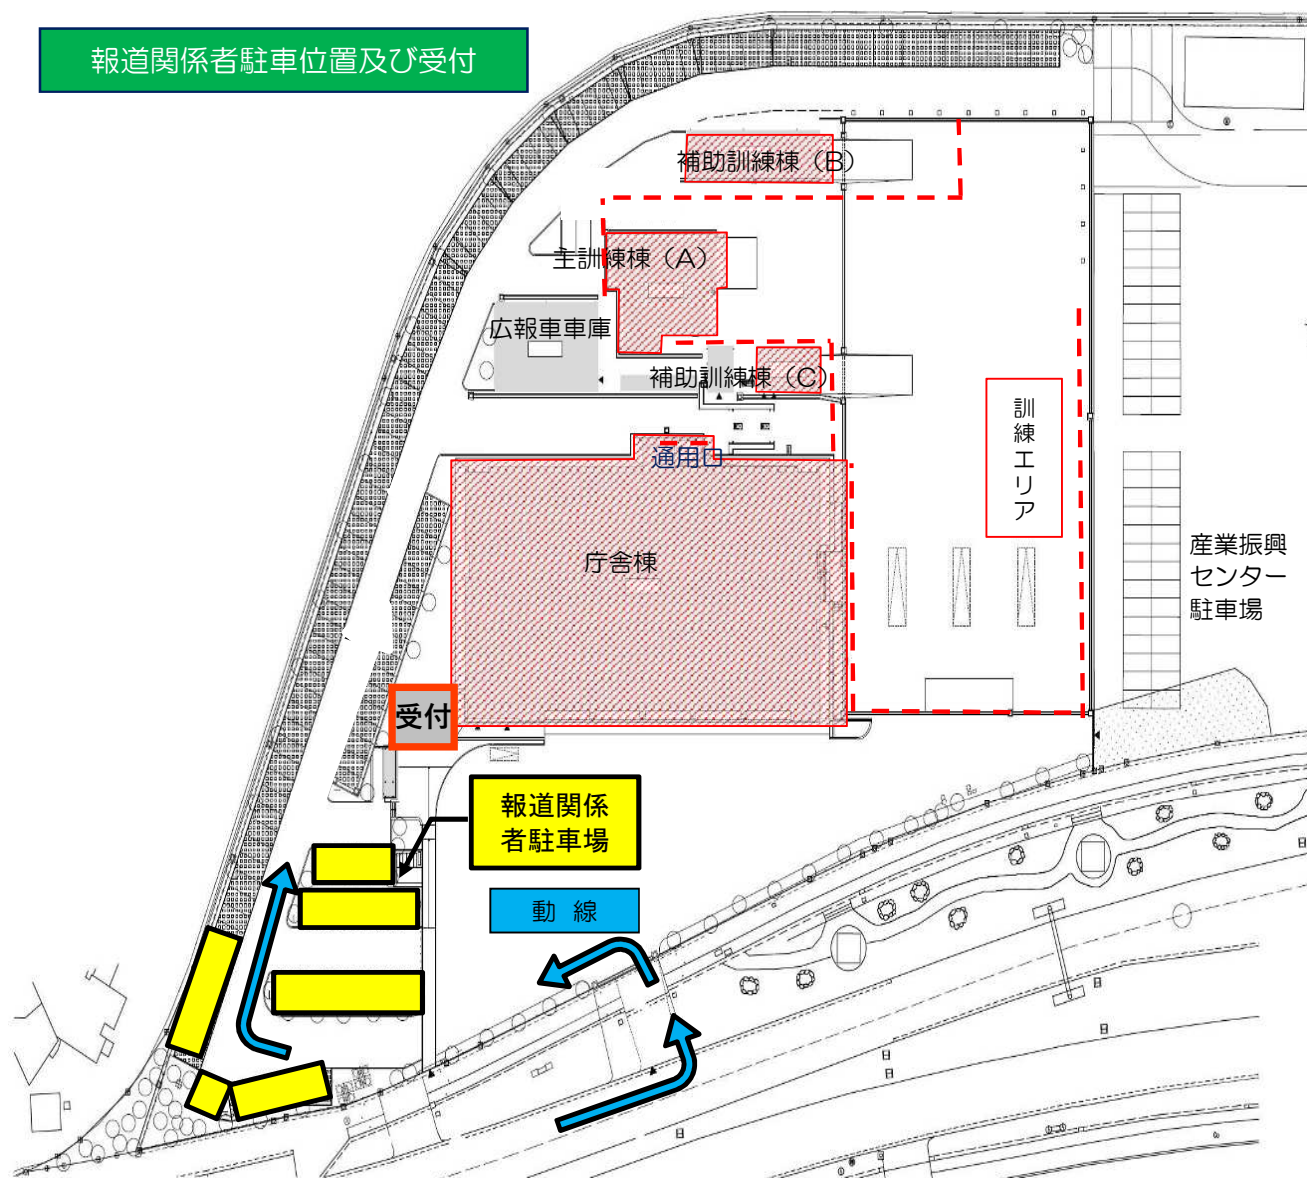 報道関係者駐車位置及び受付
補助訓練棟（B）
主訓練棟（A）
広報車車庫
補助訓練棟（C）
通用口
訓練エリア
庁舎棟
産業振興
センター
駐車場
受付
報道関係
者駐車場
動 線